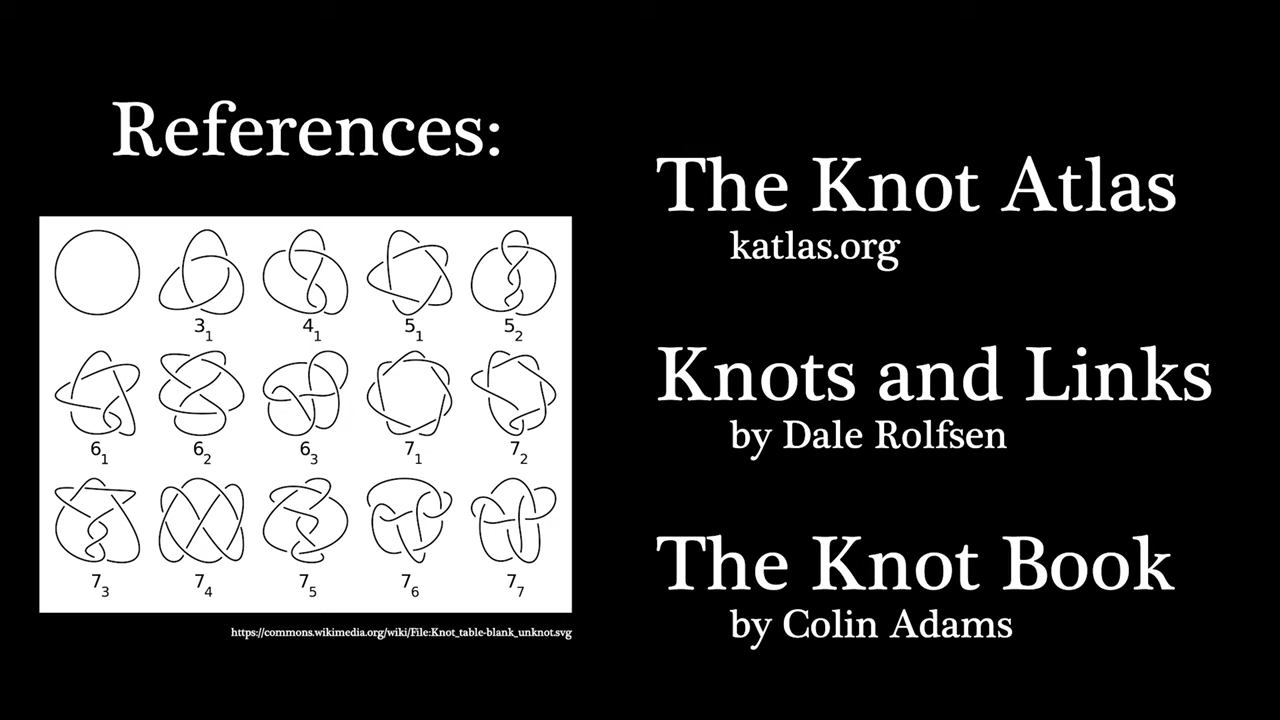 References:
3₁ 4₁ 5₁ 5₂
6₁ 6₂ 6₃ 7₁ 7₂
7₃ 7₄ 7₅ 7₆ 7₇
https://commons.wikimedia.org/wiki/File:Knot_table-blank_unknot.svg
The Knot Atlas
katlas.org
Knots and Links
by Dale Rolfsen
The Knot Book
by Colin Adams